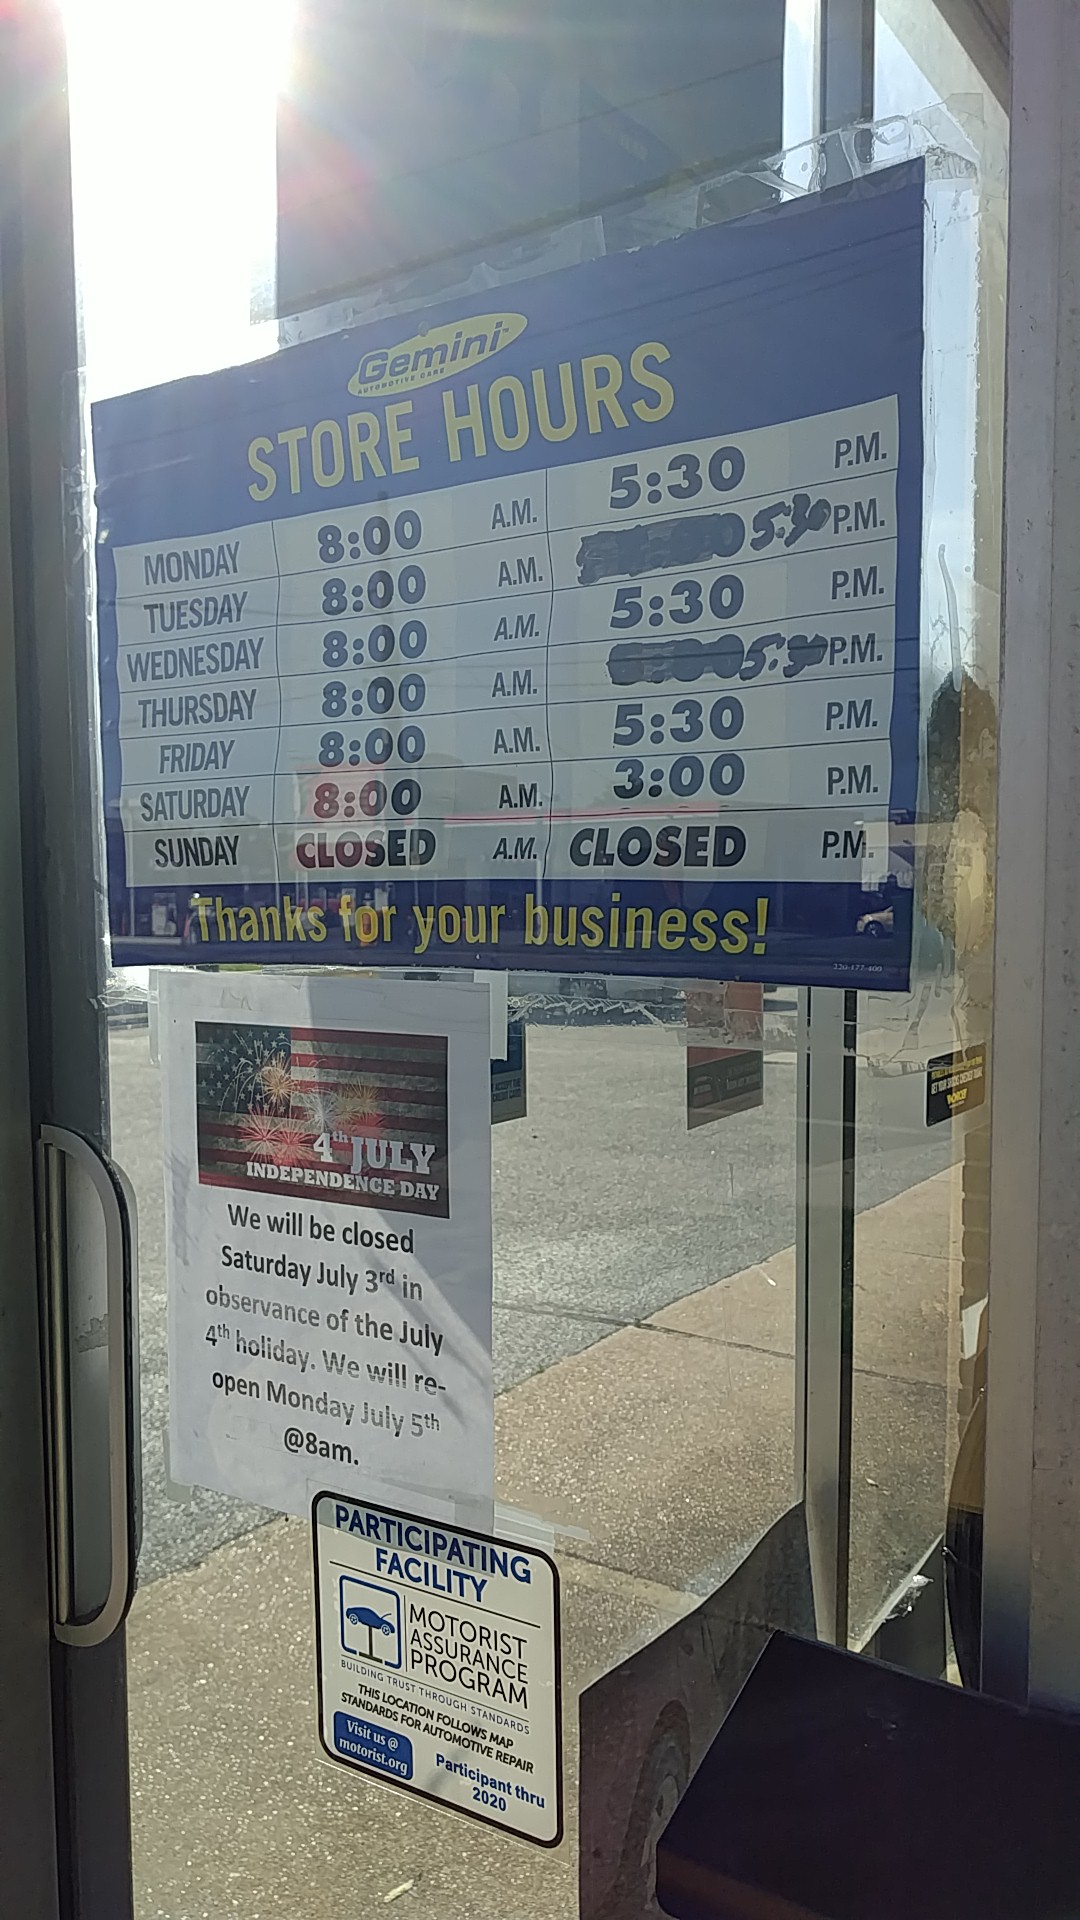 Gemini™
AUTOMOTIVE CARE
STORE HOURS
MONDAY 8:00 A.M. 5:30 P.M.
TUESDAY 8:00 A.M. 5:30 P.M.
WEDNESDAY 8:00 A.M. 5:30 P.M.
THURSDAY 8:00 A.M. 5:30 P.M.
FRIDAY 8:00 A.M. 5:30 P.M.
SATURDAY 8:00 A.M. 3:00 P.M.
SUNDAY CLOSED A.M. CLOSED P.M.
Thanks for your business!
220-177-400
4th JULY
INDEPENDENCE DAY
We will be closed
Saturday July 3rd in
observance of the July
4th holiday. We will re-
open Monday July 5th
@8am.
PARTICIPATING
FACILITY
MOTORIST
ASSURANCE
PROGRAM
BUILDING TRUST THROUGH STANDARDS
THIS LOCATION FOLLOWS MAP
STANDARDS FOR AUTOMOTIVE REPAIR
Visit us @
motorist.org
Participant thru
2020